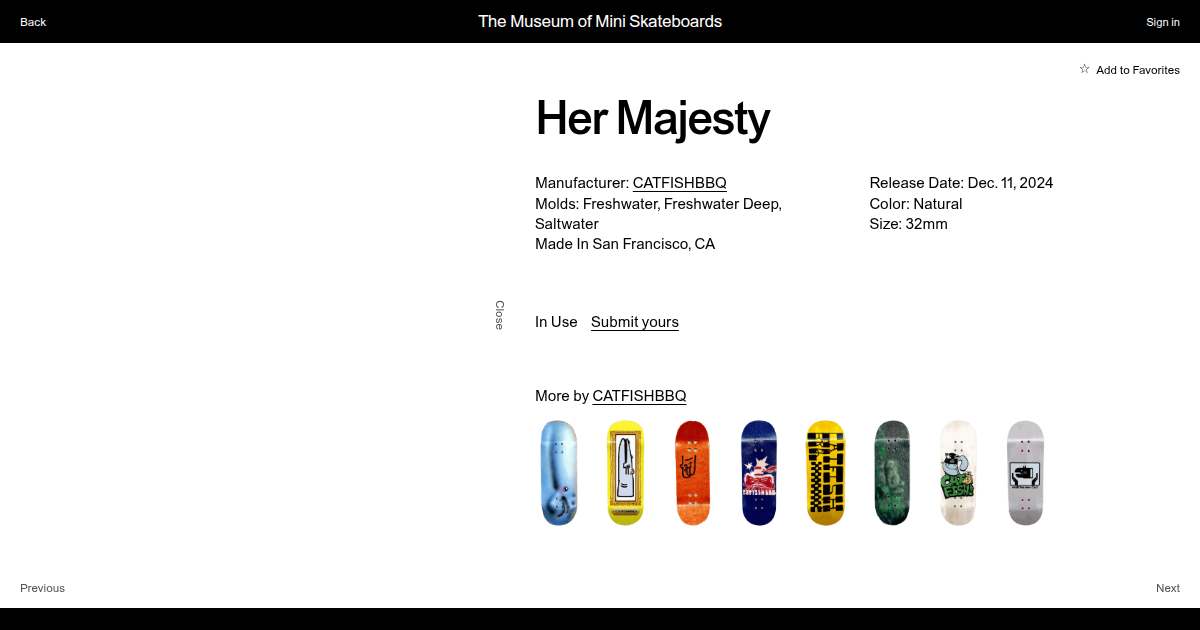 Back
The Museum of Mini Skateboards
Sign in
☆ Add to Favorites
Her Majesty
Manufacturer: CATFISHBBQ
Molds: Freshwater, Freshwater Deep,
Saltwater
Made In San Francisco, CA
Release Date: Dec. 11, 2024
Color: Natural
Size: 32mm
Close
In Use Submit yours
More by CATFISHBBQ
Previous
Next